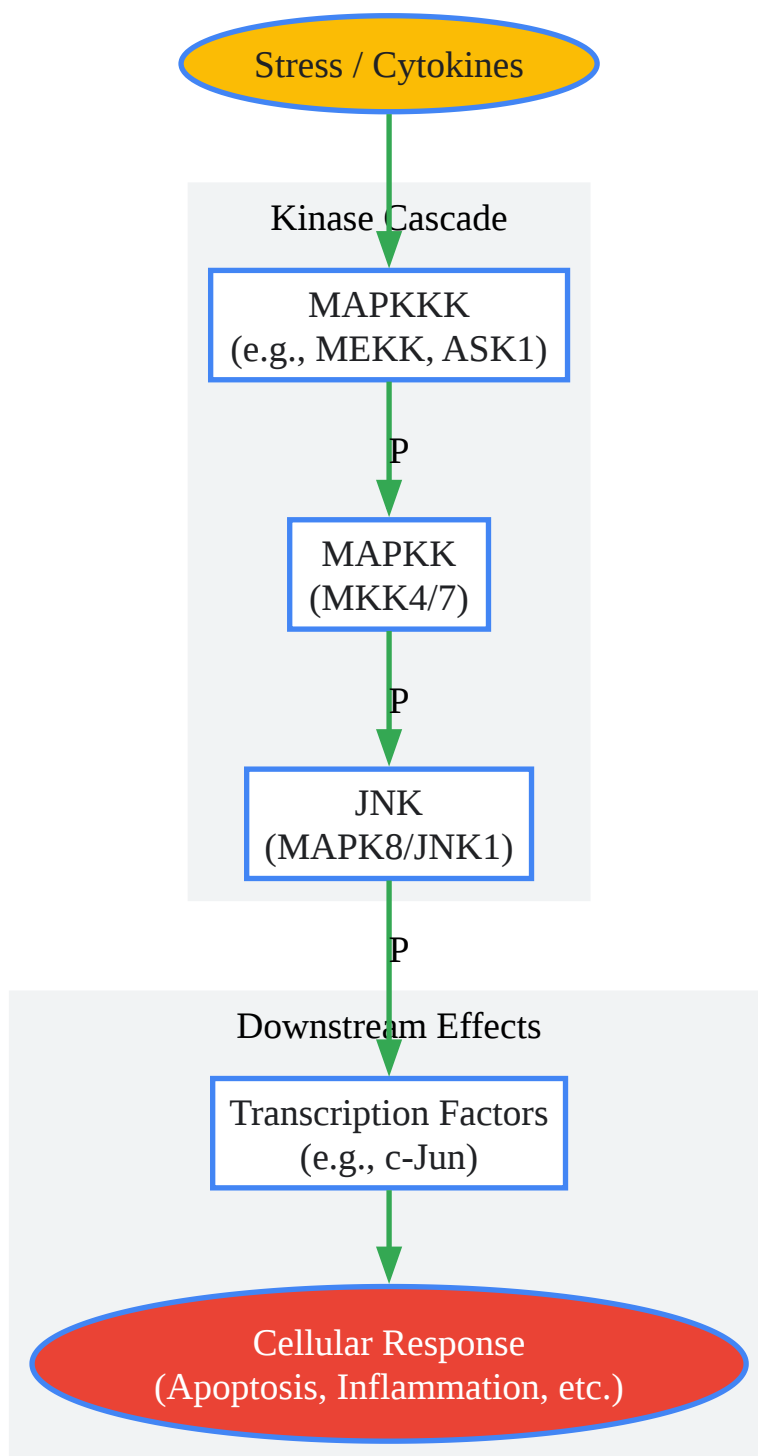 Stress / Cytokines
Kinase Cascade
MAPKKK
(e.g., MEKK, ASK1)
P
MAPKK
(MKK4/7)
P
JNK
(MAPK8/JNK1)
P
Downstream Effects
Transcription Factors
(e.g., c-Jun)
Cellular Response
(Apoptosis, Inflammation, etc.)